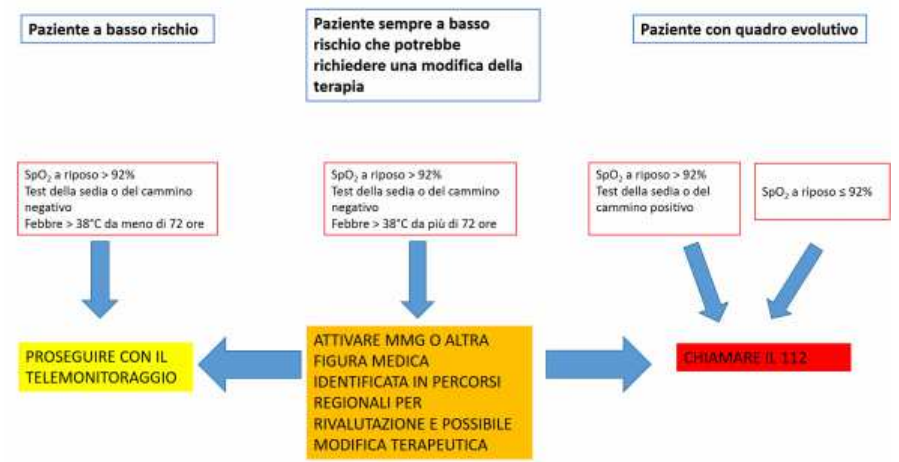 Paziente a basso rischio
Paziente sempre a basso
rischio che potrebbe
richiedere una modifica della
terapia
Paziente con quadro evolutivo
SpO₂ a riposo > 92%
Test della sedia o del cammino
negativo
Febbre > 38°C da meno di 72 ore
SpO₂ a riposo > 92%
Test della sedia o del cammino
negativo
Febbre > 38°C da più di 72 ore
SpO₂ a riposo > 92%
Test della sedia o del
cammino positivo
SpO₂ a riposo ≤ 92%
PROSEGUIRE CON IL
TELEMONITORAGGIO
ATTIVARE MMG O ALTRA
FIGURA MEDICA
IDENTIFICATA IN PERCORSI
REGIONALI PER
RIVALUTAZIONE E POSSIBILE
MODIFICA TERAPEUTICA
CHIAMARE IL 112